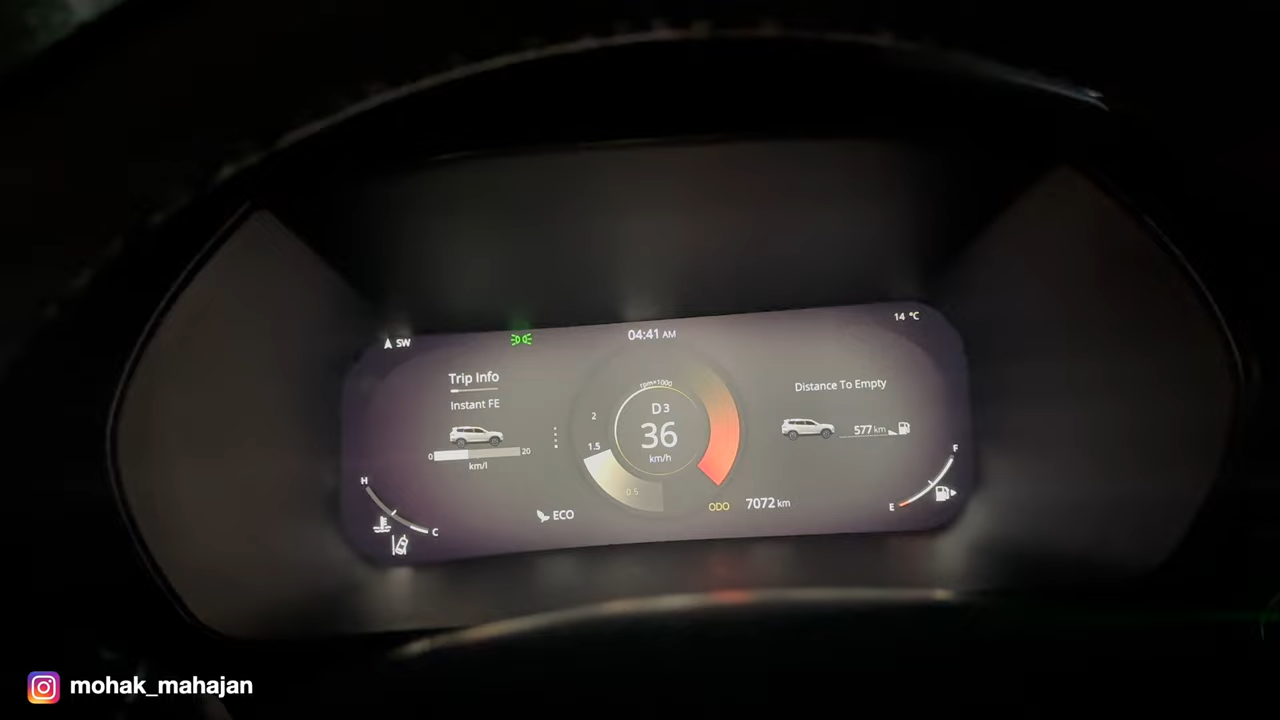 SW
04:41 AM
14 °C
Trip Info
Instant FE
0 20
km/l
rpm×1000
2
1.5
0.5
D3
36
km/h
Distance To Empty
577 km
H
C
ECO
ODO 7072 km
F
E
mohak_mahajan